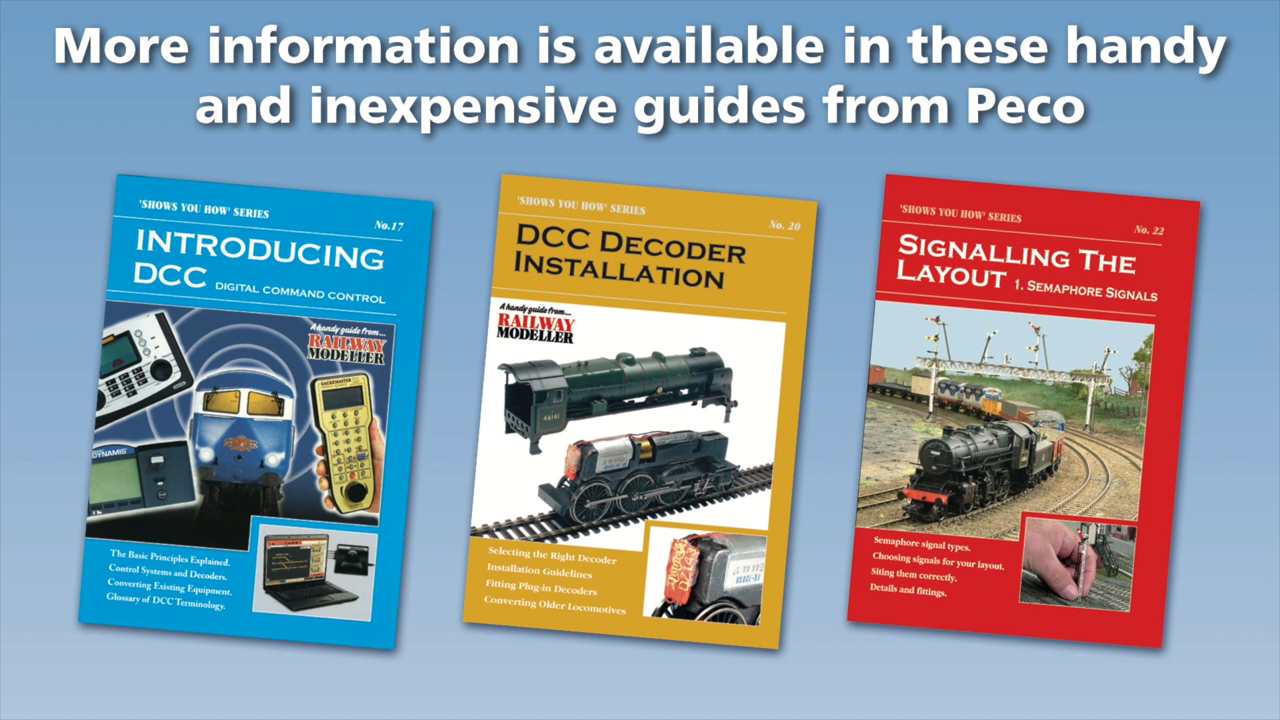 More information is available in these handy
and inexpensive guides from Peco
'SHOWS YOU HOW' SERIES
No.17
INTRODUCING
DCC DIGITAL COMMAND CONTROL
A handy guide from...
RAILWAY
MODELLER
GAUGEMASTER
DYNAMIS
The Basic Principles Explained.
Control Systems and Decoders.
Converting Existing Equipment.
Glossary of DCC Terminology.
'SHOWS YOU HOW' SERIES
No. 20
DCC DECODER
INSTALLATION
A handy guide from...
RAILWAY
MODELLER
46141
Selecting the Right Decoder
Installation Guidelines
Fitting Plug-in Decoders
Converting Older Locomotives
'SHOWS YOU HOW' SERIES
No. 22
SIGNALLING THE
LAYOUT 1. SEMAPHORE SIGNALS
Semaphore signal types.
Choosing signals for your layout.
Siting them correctly.
Details and fittings.